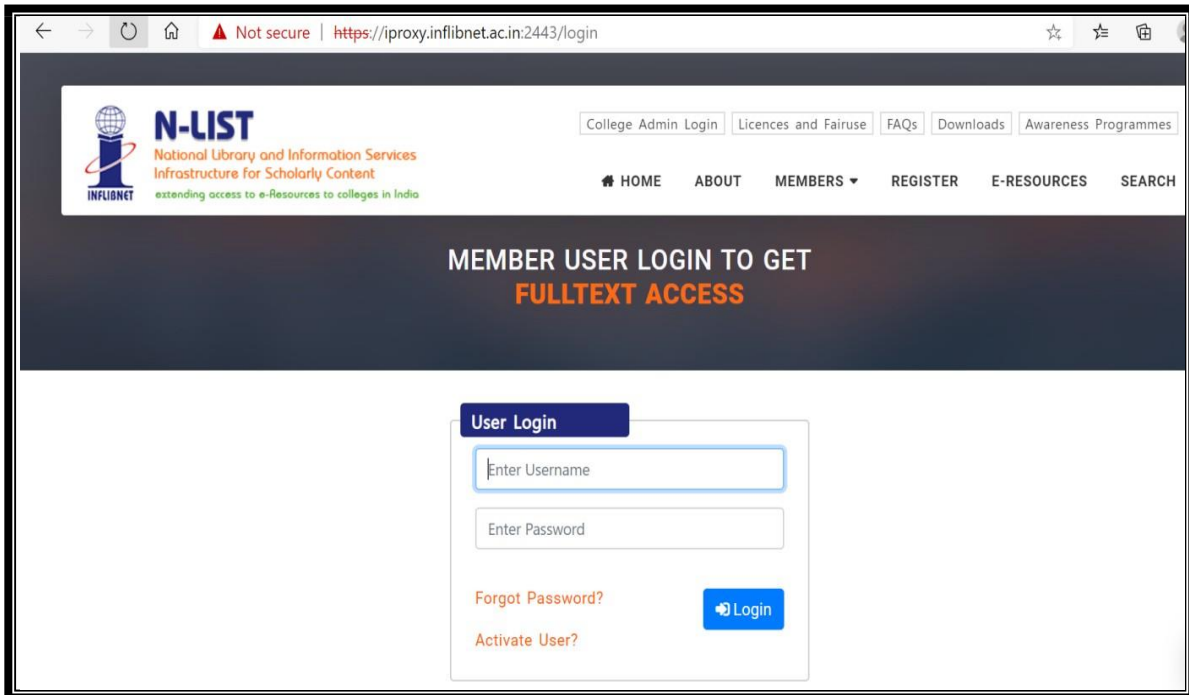 Not secure | https://iproxy.inflibnet.ac.in:2443/login
INFLIBNET
N-LIST
National Library and Information Services
Infrastructure for Scholarly Content
extending access to e-Resources to colleges in India
College Admin Login Licences and Fairuse FAQs Downloads Awareness Programmes
HOME ABOUT MEMBERS REGISTER E-RESOURCES SEARCH
MEMBER USER LOGIN TO GET
FULLTEXT ACCESS
User Login
Enter Username
Enter Password
Forgot Password?
Login
Activate User?